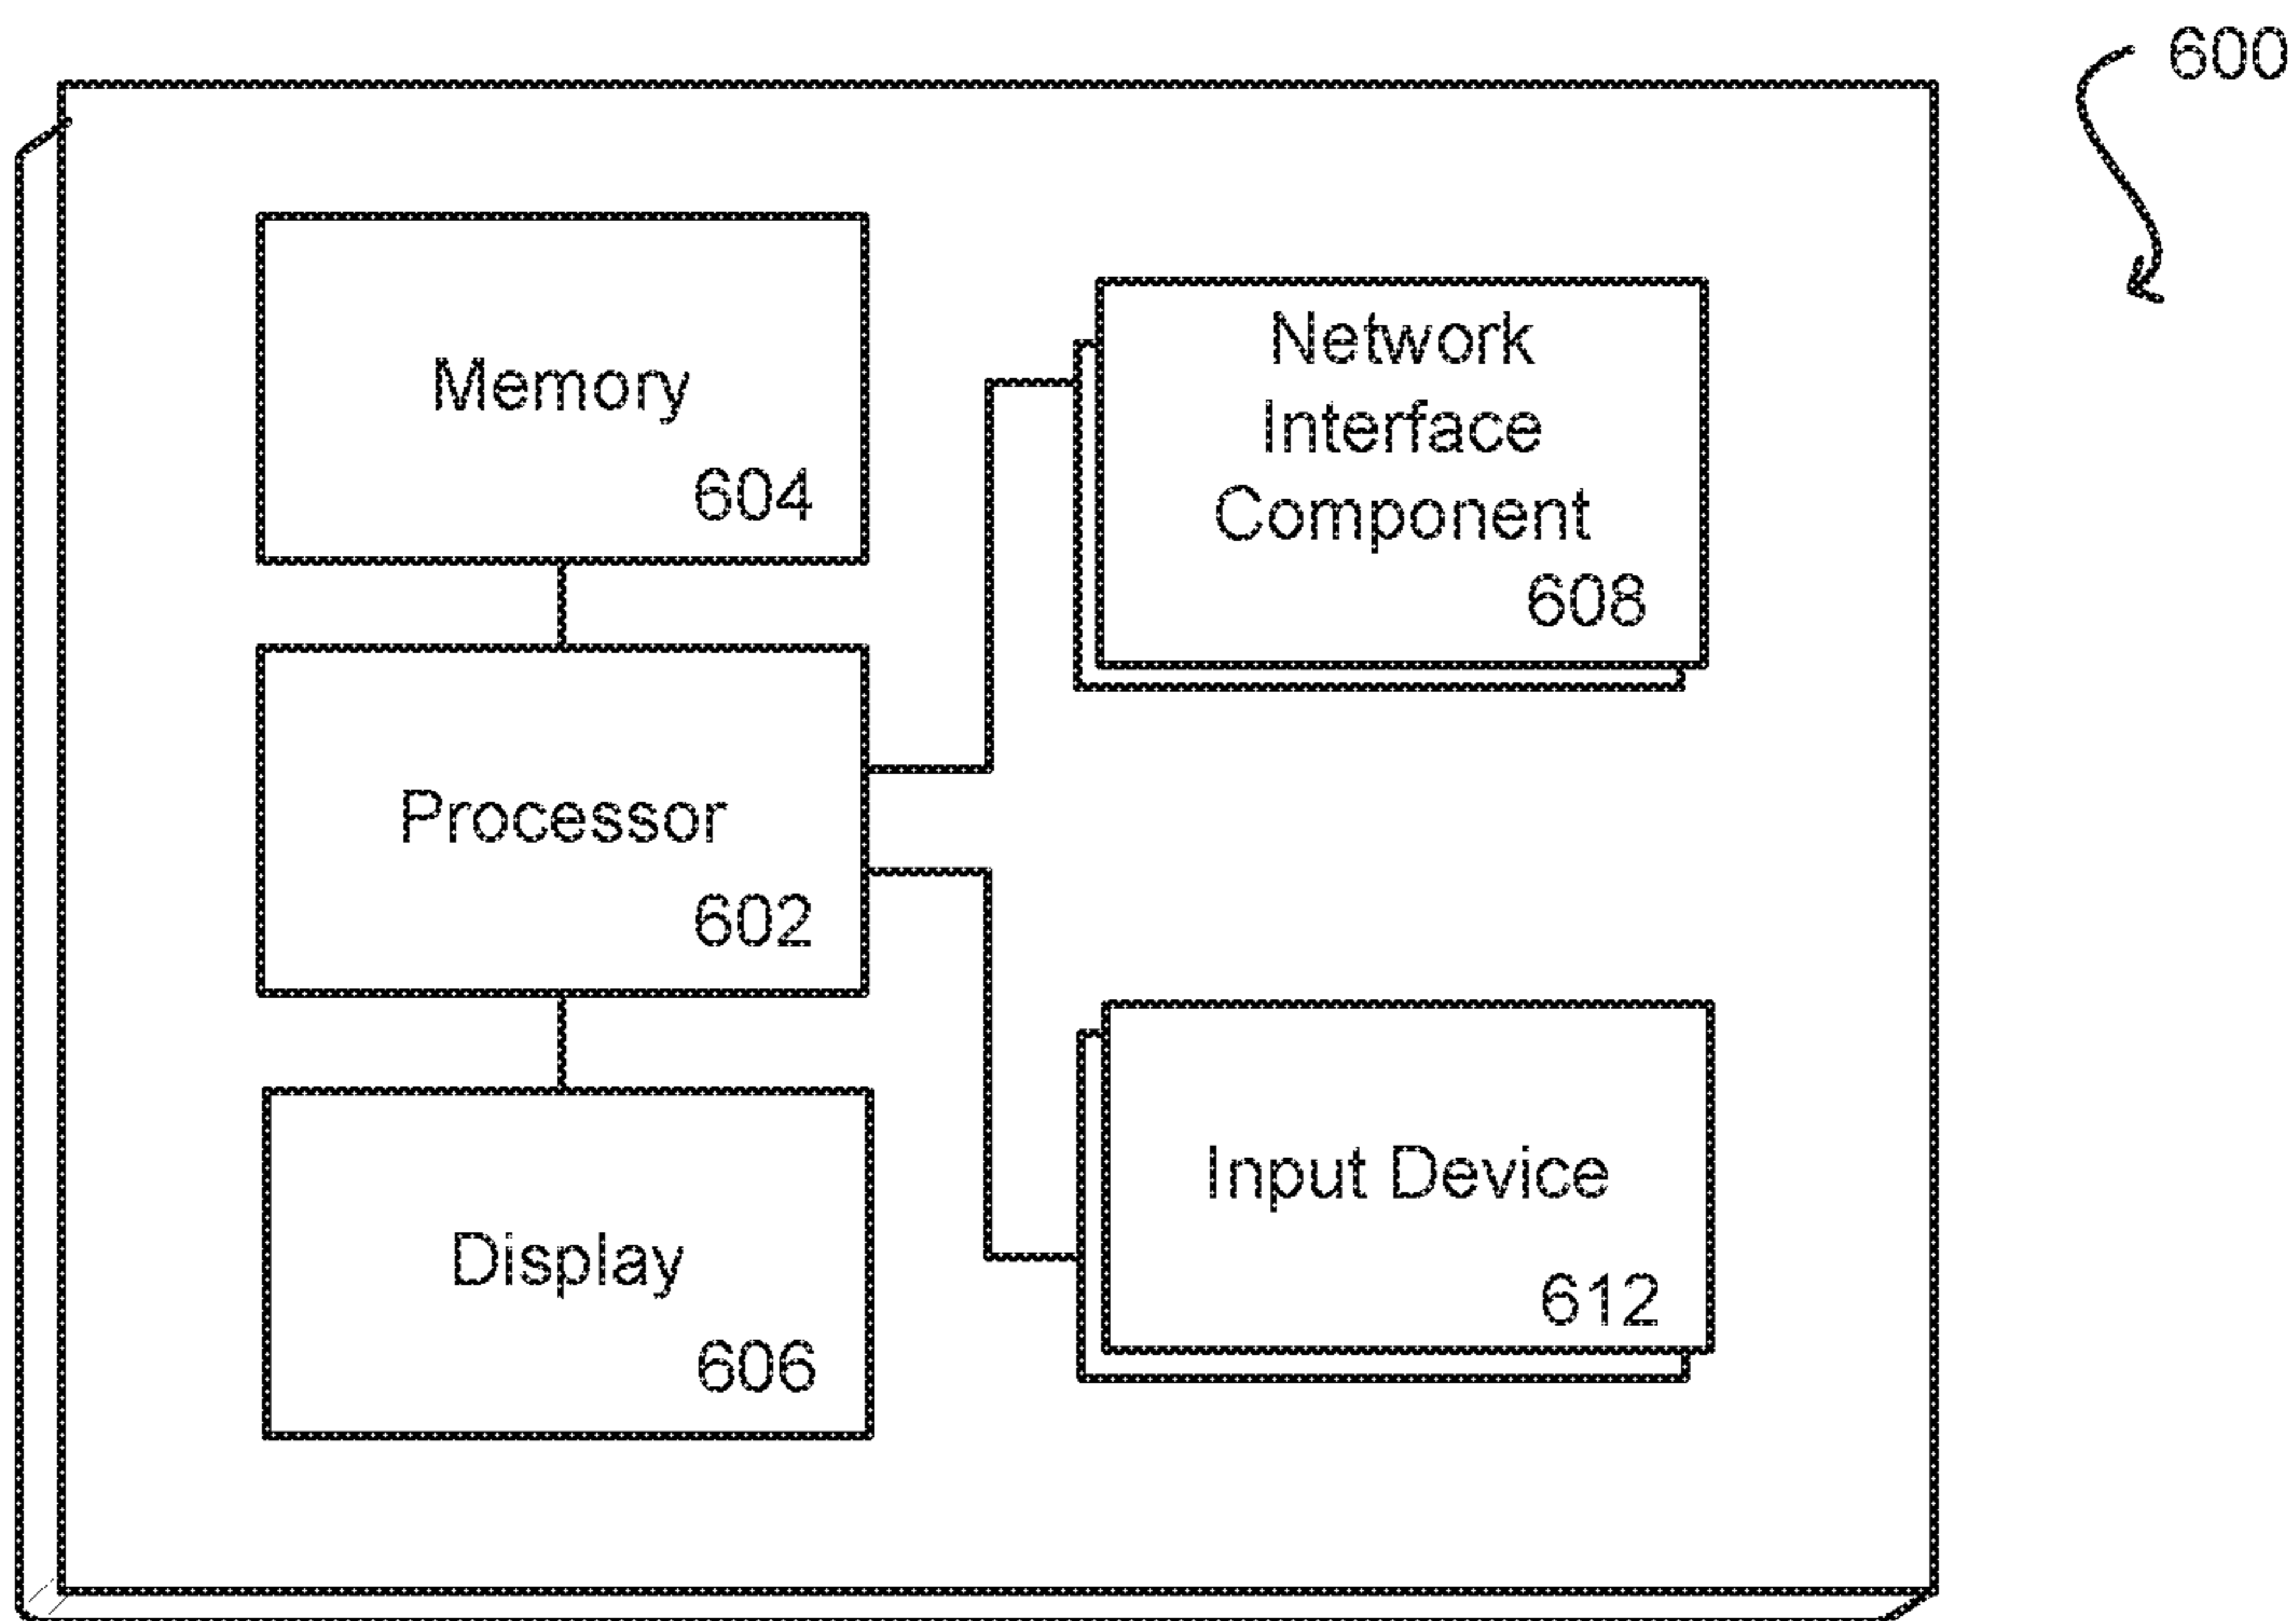 600
Memory
604
Network
Interface
Component
608
Processor
602
Input Device
612
Display
606